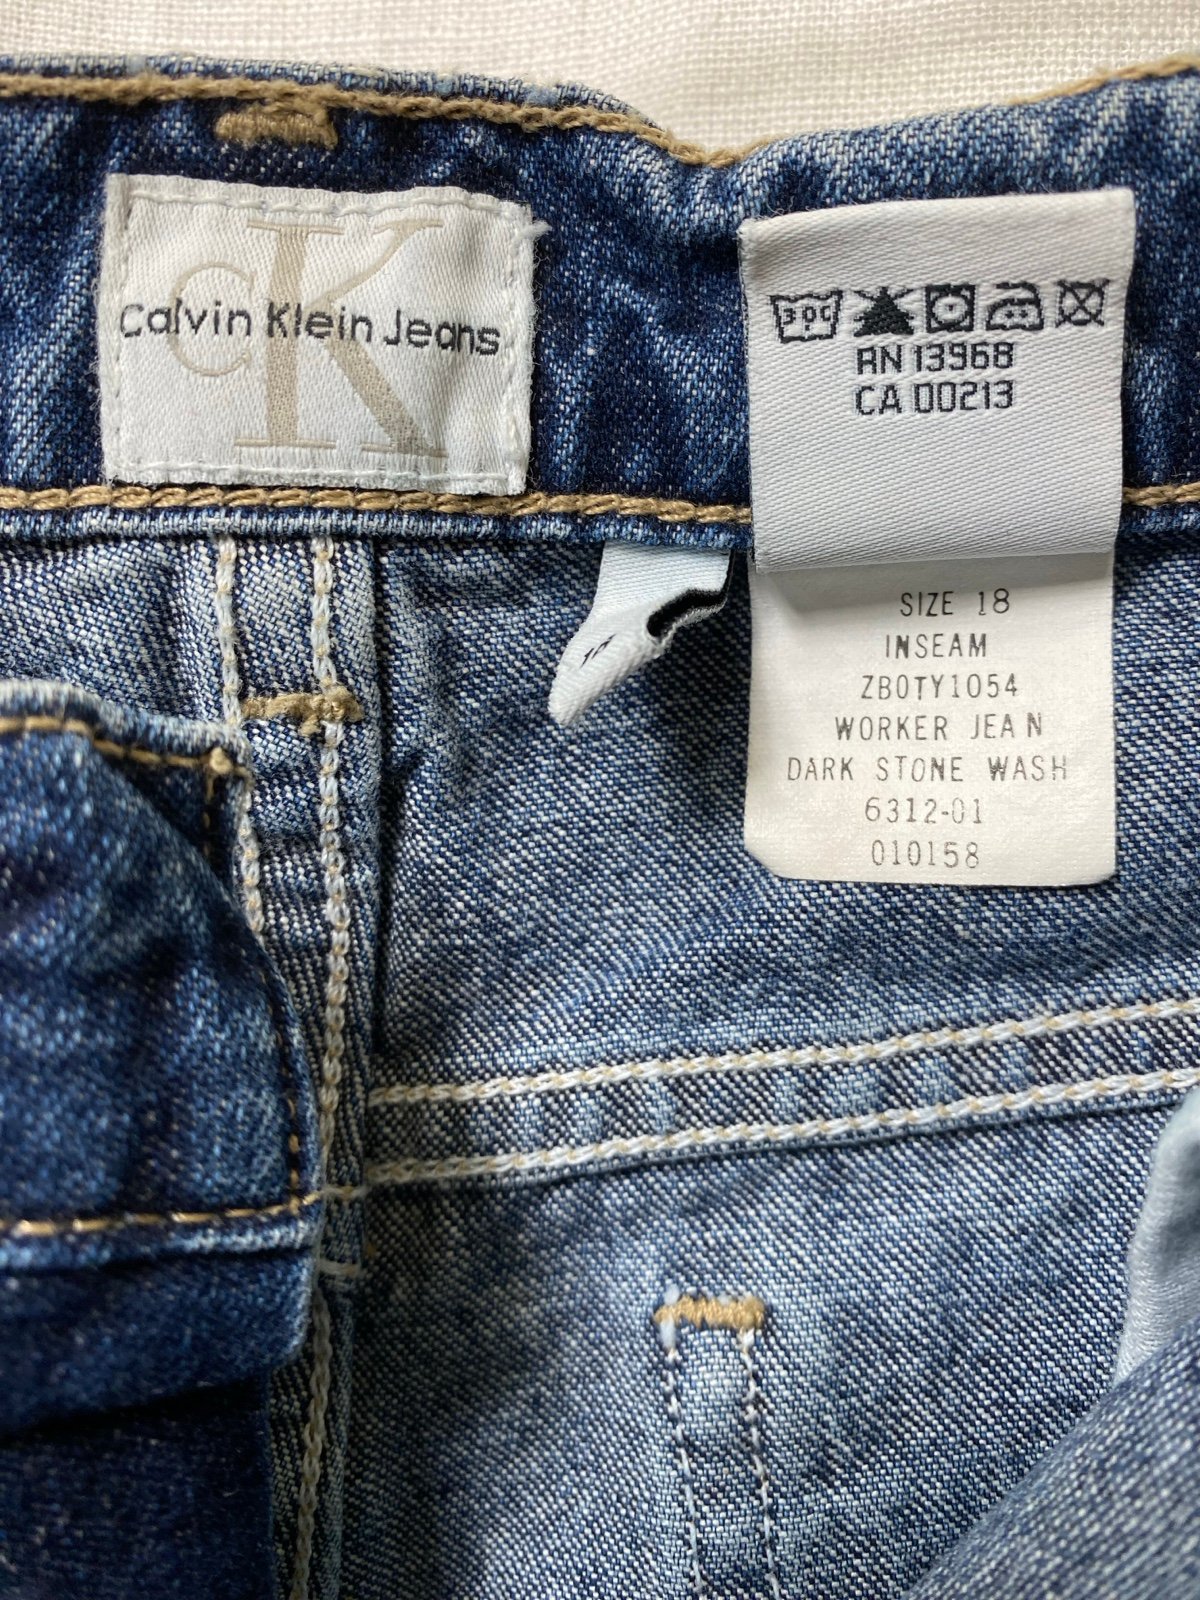 CK
Calvin Klein Jeans
30C
RN 13968
CA 00213
SIZE 18
INSEAM
ZBOTY1054
WORKER JEAN
DARK STONE WASH
6312-01
010158